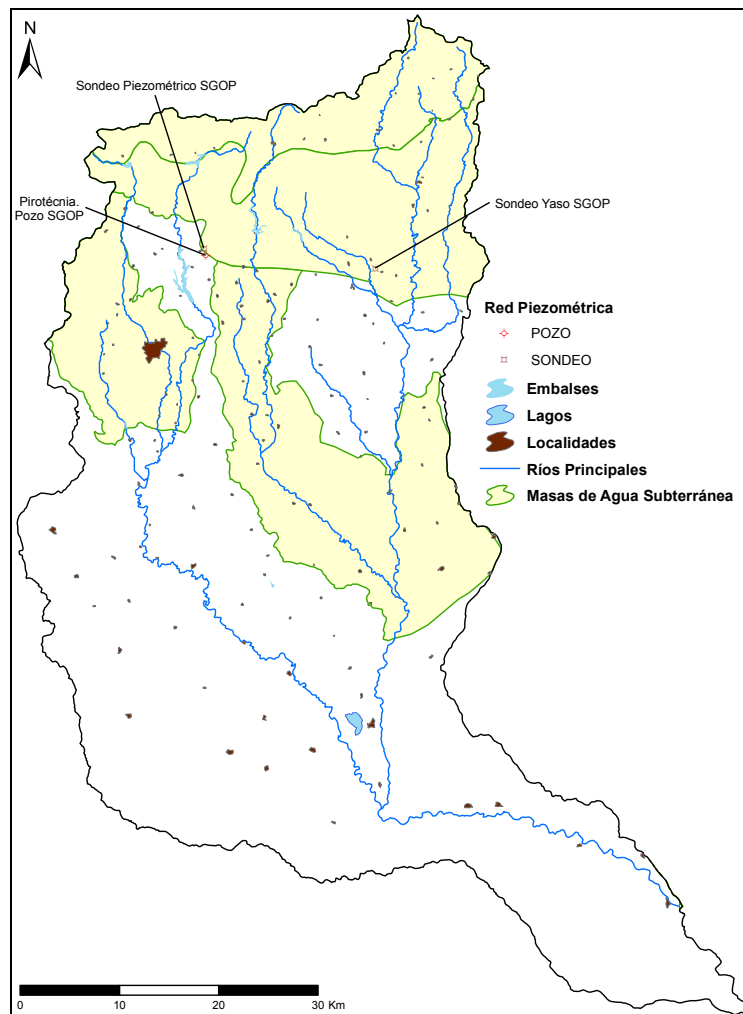 N
Sondeo Piezométrico SGOP
Pirotécnia.
Pozo SGOP
Sondeo Yaso SGOP
Red Piezométrica
POZO
SONDEO
Embalses
Lagos
Localidades
Ríos Principales
Masas de Agua Subterránea
0 10 20 30 Km